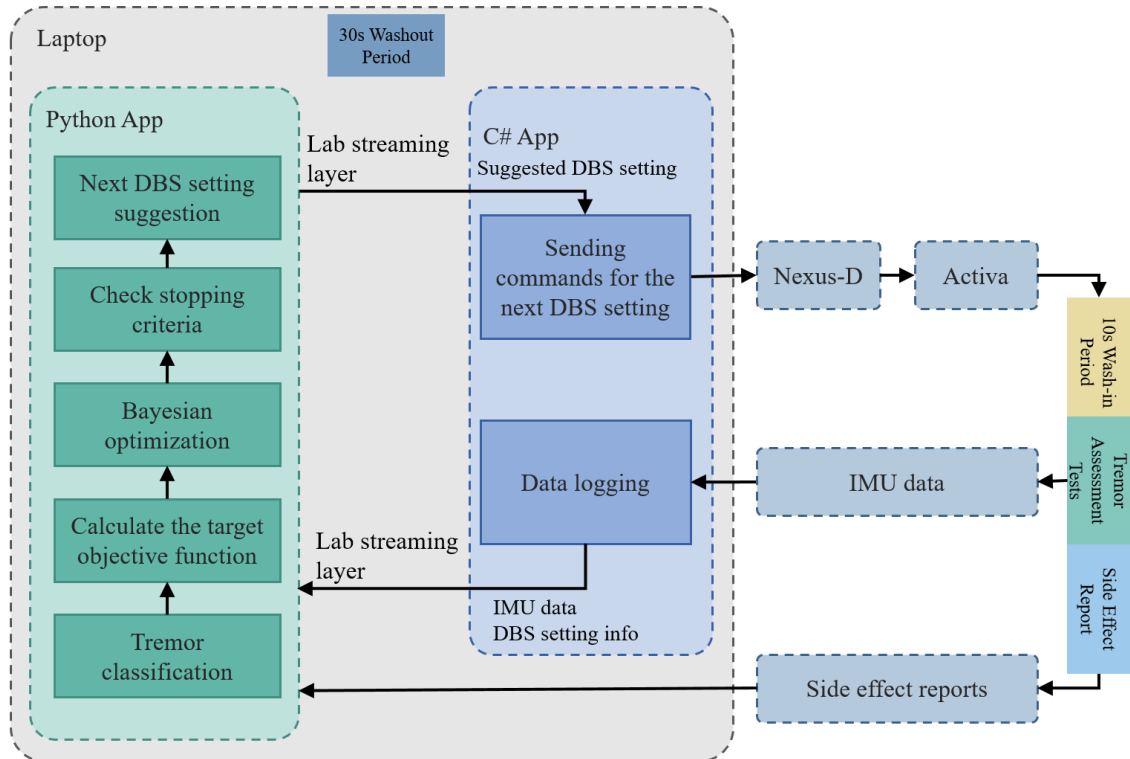 Laptop
30s Washout
Period
Python App
Next DBS setting
suggestion
Check stopping
criteria
Bayesian
optimization
Calculate the target
objective function
Tremor
classification
Lab streaming
layer
C# App
Suggested DBS setting
Sending
commands for the
next DBS setting
Data logging
Lab streaming
layer
IMU data
DBS setting info
Nexus-D
Activa
10s Wash-in
Period
Tremor
Assessment
Tests
Side Effect
Report
IMU data
Side effect reports